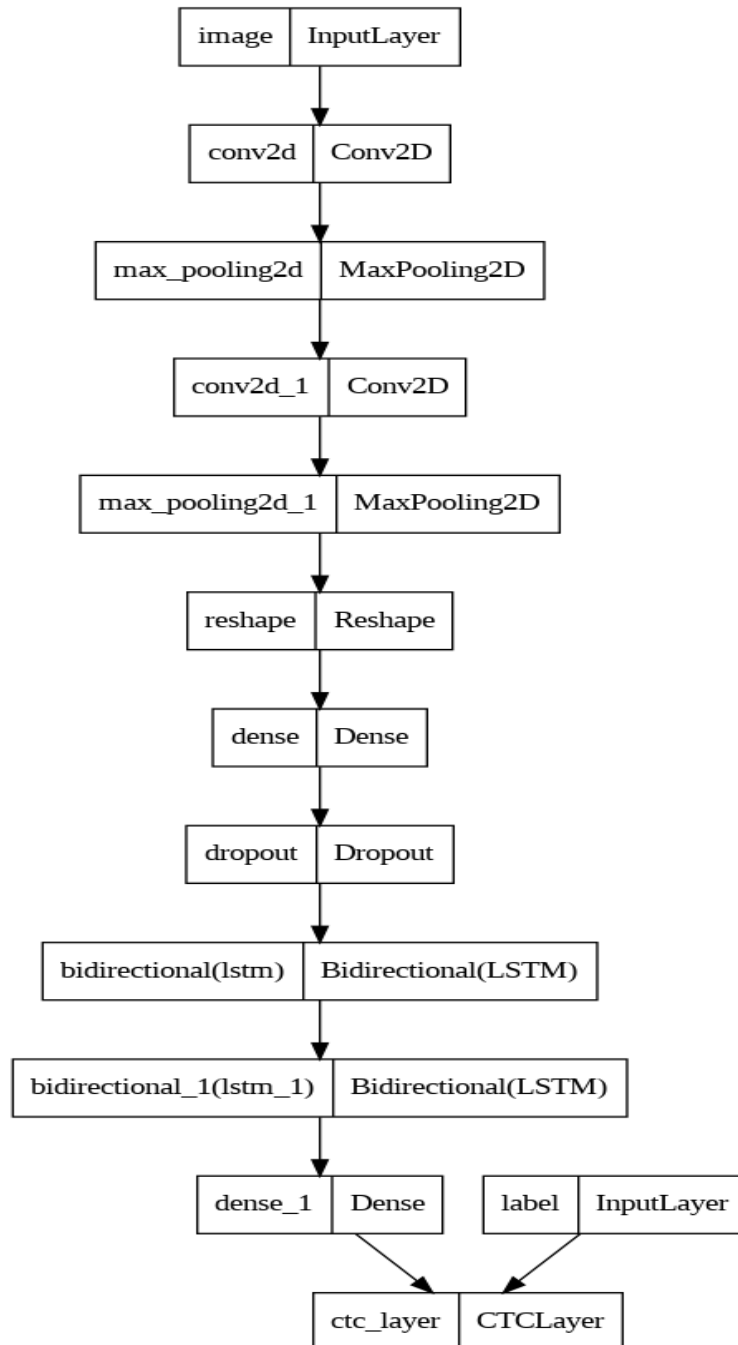 image InputLayer
conv2d Conv2D
max_pooling2d MaxPooling2D
conv2d_1 Conv2D
max_pooling2d_1 MaxPooling2D
reshape Reshape
dense Dense
dropout Dropout
bidirectional(lstm) Bidirectional(LSTM)
bidirectional_1(lstm_1) Bidirectional(LSTM)
dense_1 Dense label InputLayer
ctc_layer CTCLayer